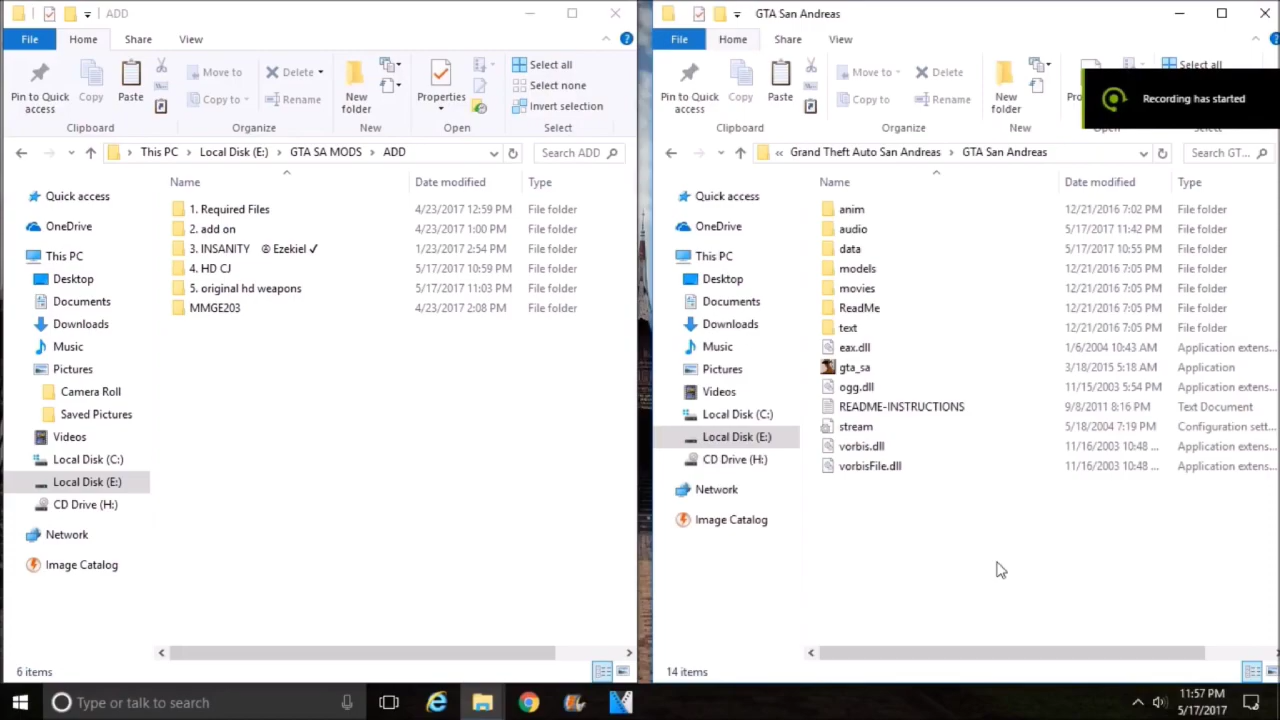 ADD
File Home Share View
Pin to Quick access
Copy
Paste
Clipboard
Move to
Copy to
Delete
Rename
Organize
New folder
New
Properties
Open
Select all
Select none
Invert selection
Select
This PC > Local Disk (E:) > GTA SA MODS > ADD
Search ADD
Quick access
OneDrive
This PC
Desktop
Documents
Downloads
Music
Pictures
Camera Roll
Saved Pictures
Videos
Local Disk (C:)
Local Disk (E:)
CD Drive (H:)
Network
Image Catalog
Name Date modified Type
1. Required Files 4/23/2017 12:59 PM File folder
2. add on 4/23/2017 1:00 PM File folder
3. INSANITY ☺ Ezekiel ✓ 1/23/2017 2:54 PM File folder
4. HD CJ 5/17/2017 10:59 PM File folder
5. original hd weapons 5/17/2017 11:03 PM File folder
MMGE203 4/23/2017 2:08 PM File folder
6 items
GTA San Andreas
File Home Share View
Pin to Quick access
Copy
Paste
Clipboard
Move to
Copy to
Delete
Rename
Organize
New folder
New
Select all
Recording has started
« Grand Theft Auto San Andreas > GTA San Andreas
Search GT...
Quick access
OneDrive
This PC
Desktop
Documents
Downloads
Music
Pictures
Videos
Local Disk (C:)
Local Disk (E:)
CD Drive (H:)
Network
Image Catalog
Name Date modified Type
anim 12/21/2016 7:02 PM File folder
audio 5/17/2017 11:42 PM File folder
data 5/17/2017 10:55 PM File folder
models 12/21/2016 7:05 PM File folder
movies 12/21/2016 7:05 PM File folder
ReadMe 12/21/2016 7:05 PM File folder
text 12/21/2016 7:05 PM File folder
eax.dll 1/6/2004 10:43 AM Application extens...
gta_sa 3/18/2015 5:18 AM Application
ogg.dll 11/15/2003 5:54 PM Application extens...
README-INSTRUCTIONS 9/8/2011 8:16 PM Text Document
stream 5/18/2004 7:19 PM Configuration sett...
vorbis.dll 11/16/2003 10:48 ... Application extens...
vorbisFile.dll 11/16/2003 10:48 ... Application extens...
14 items
Type or talk to search
11:57 PM
5/17/2017